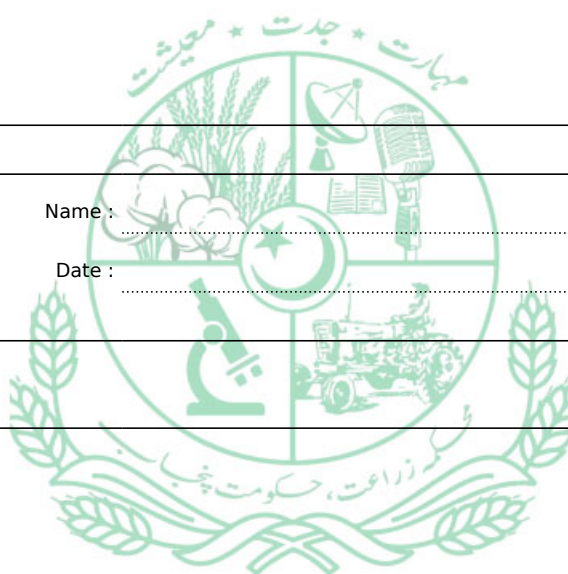 مہارت ٭ جدت ٭ معیشت
Name :
Date :
محکمہ زراعت، حکومت پنجاب